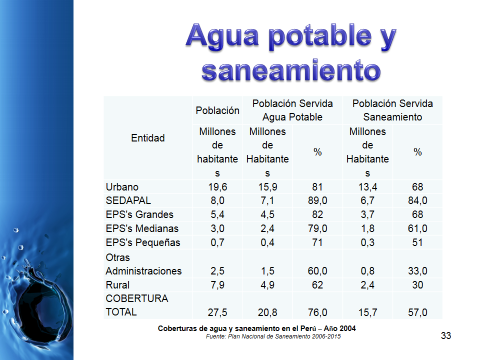 Agua potable y
saneamiento
Entidad
Población
Población Servida
Agua Potable
Población Servida
Saneamiento
Millones
de
habitante
s
Millones
de
Habitante
s
%
Millones
de
Habitante
s
%
Urbano 19,6 15,9 81 13,4 68
SEDAPAL 8,0 7,1 89,0 6,7 84,0
EPS's Grandes 5,4 4,5 82 3,7 68
EPS's Medianas 3,0 2,4 79,0 1,8 61,0
EPS's Pequeñas 0,7 0,4 71 0,3 51
Otras
Administraciones 2,5 1,5 60,0 0,8 33,0
Rural 7,9 4,9 62 2,4 30
COBERTURA
TOTAL 27,5 20,8 76,0 15,7 57,0
Coberturas de agua y saneamiento en el Perú – Año 2004
Fuente: Plan Nacional de Saneamiento 2006-2015
33